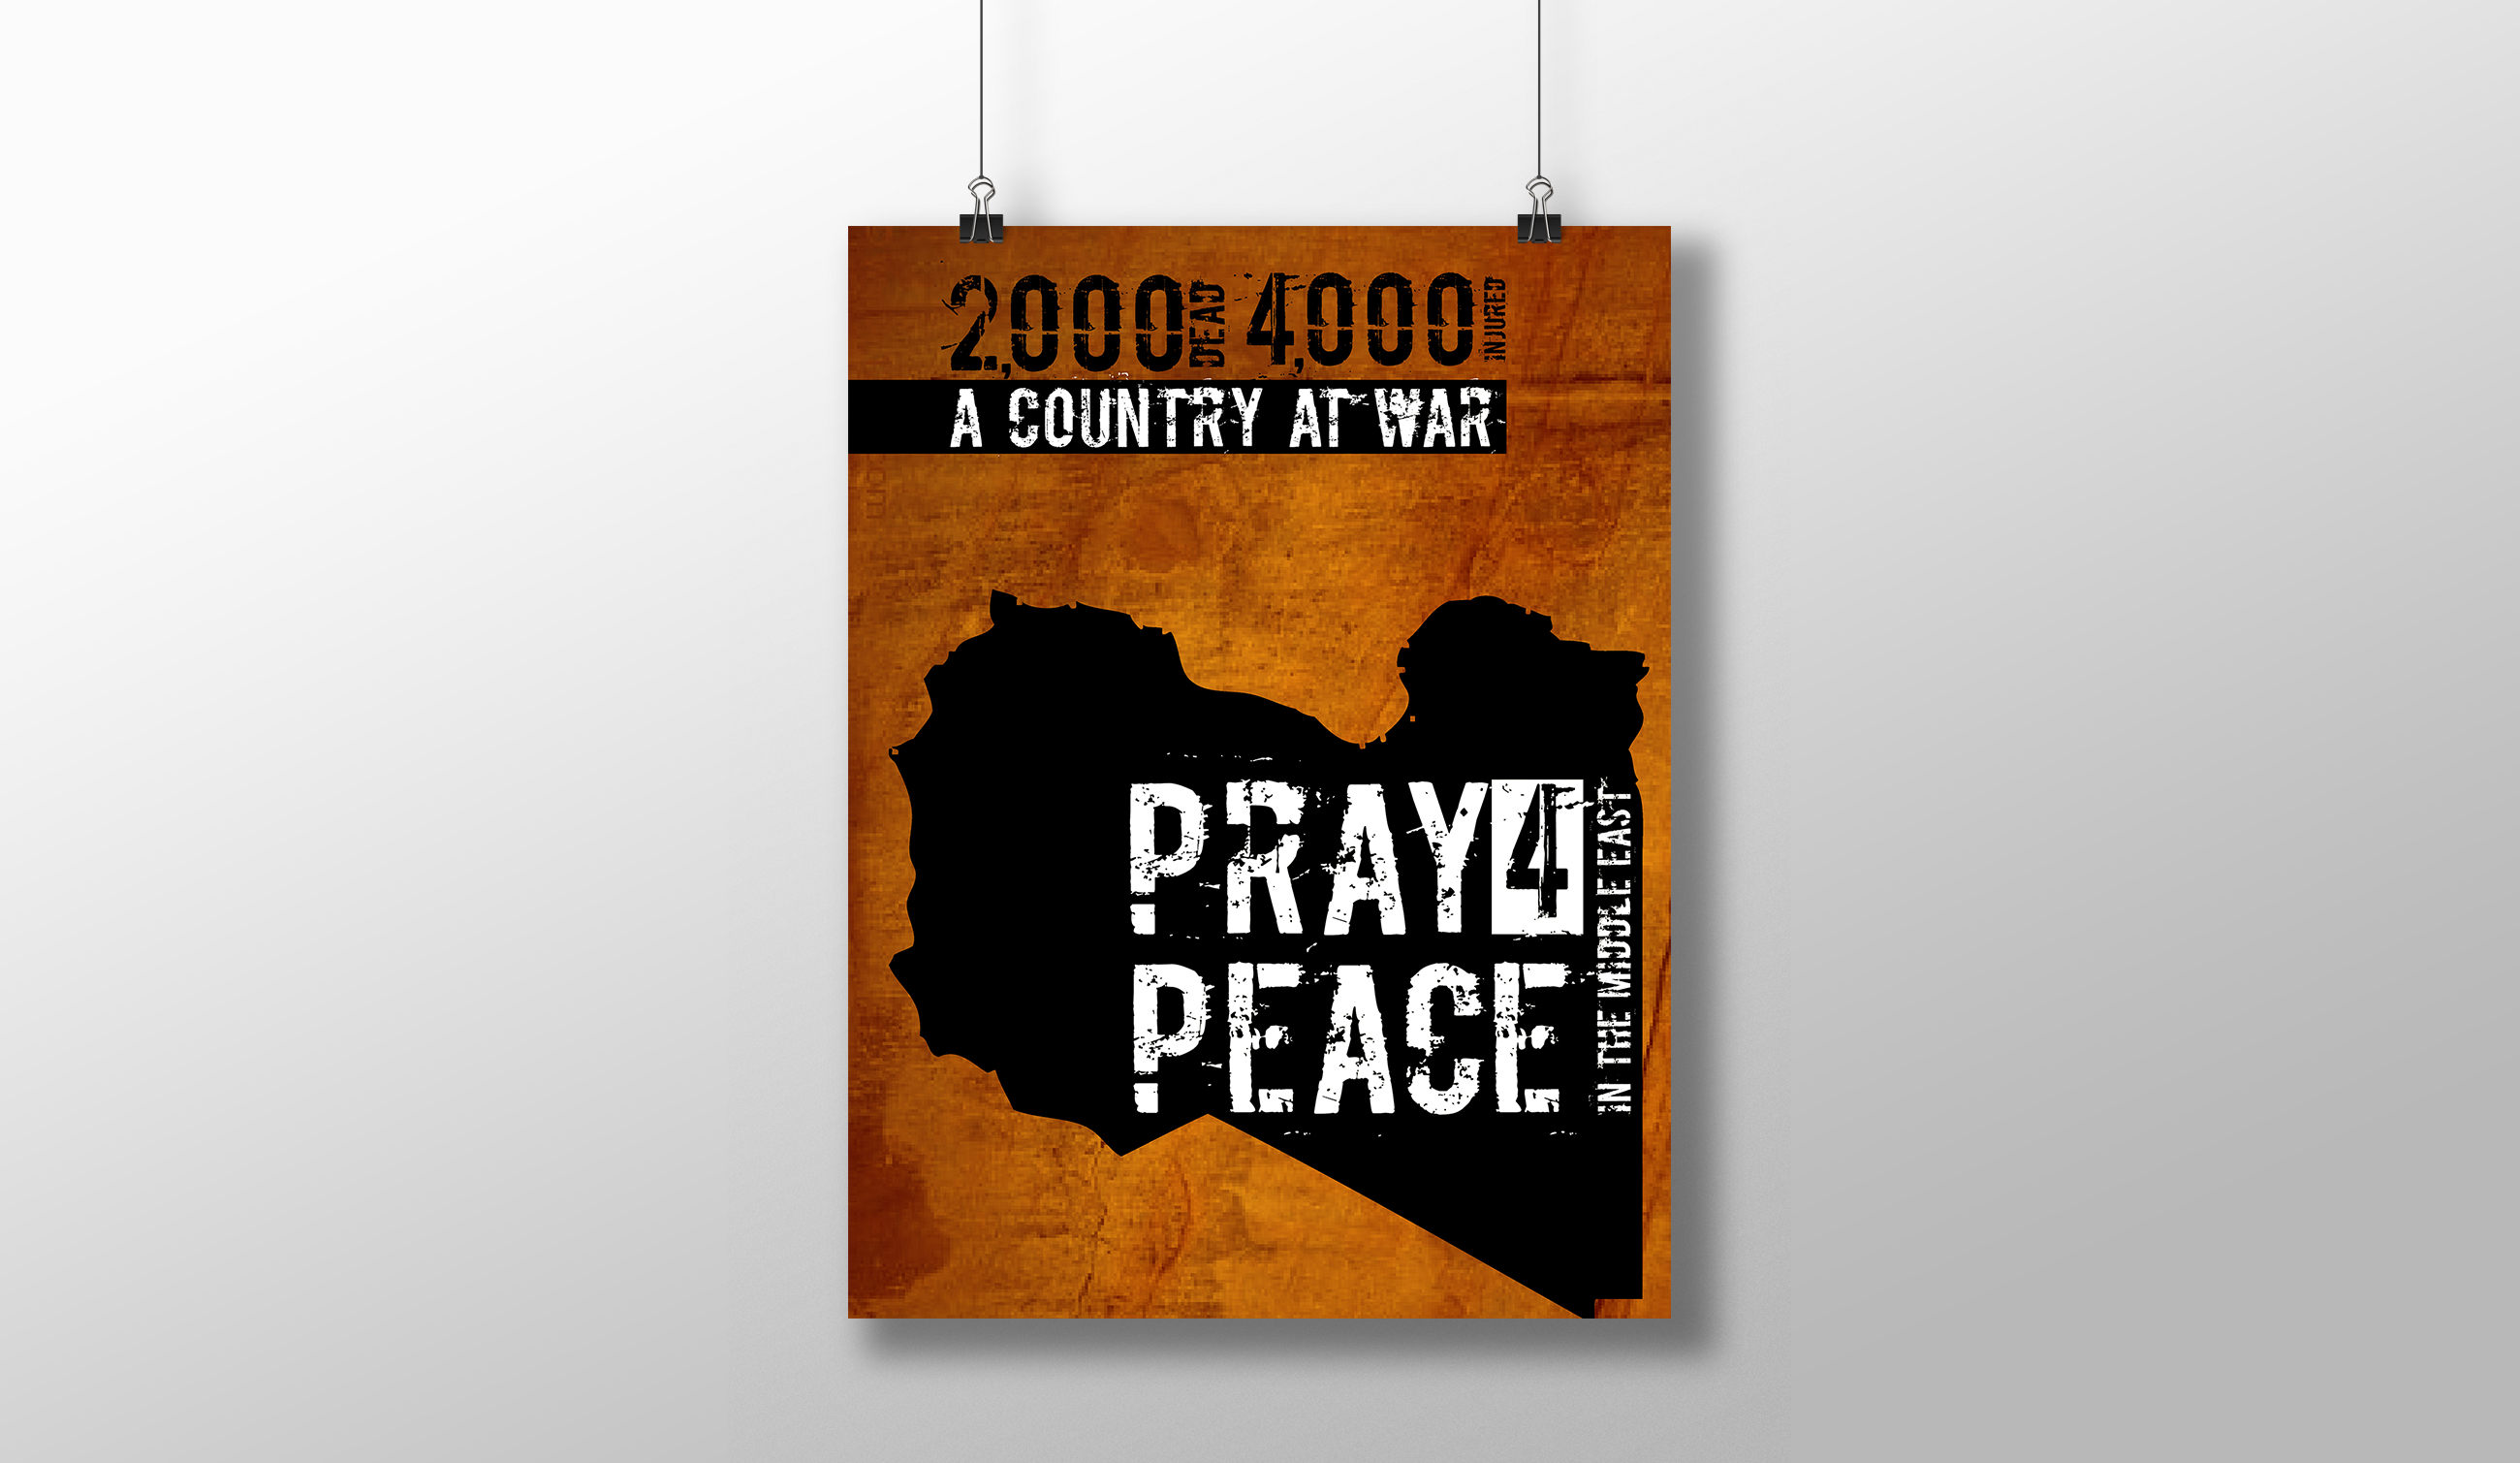 2,000 DEAD 4,000 INJURED
A COUNTRY AT WAR
PRAY4
PEACE
IN THE MIDDLE EAST